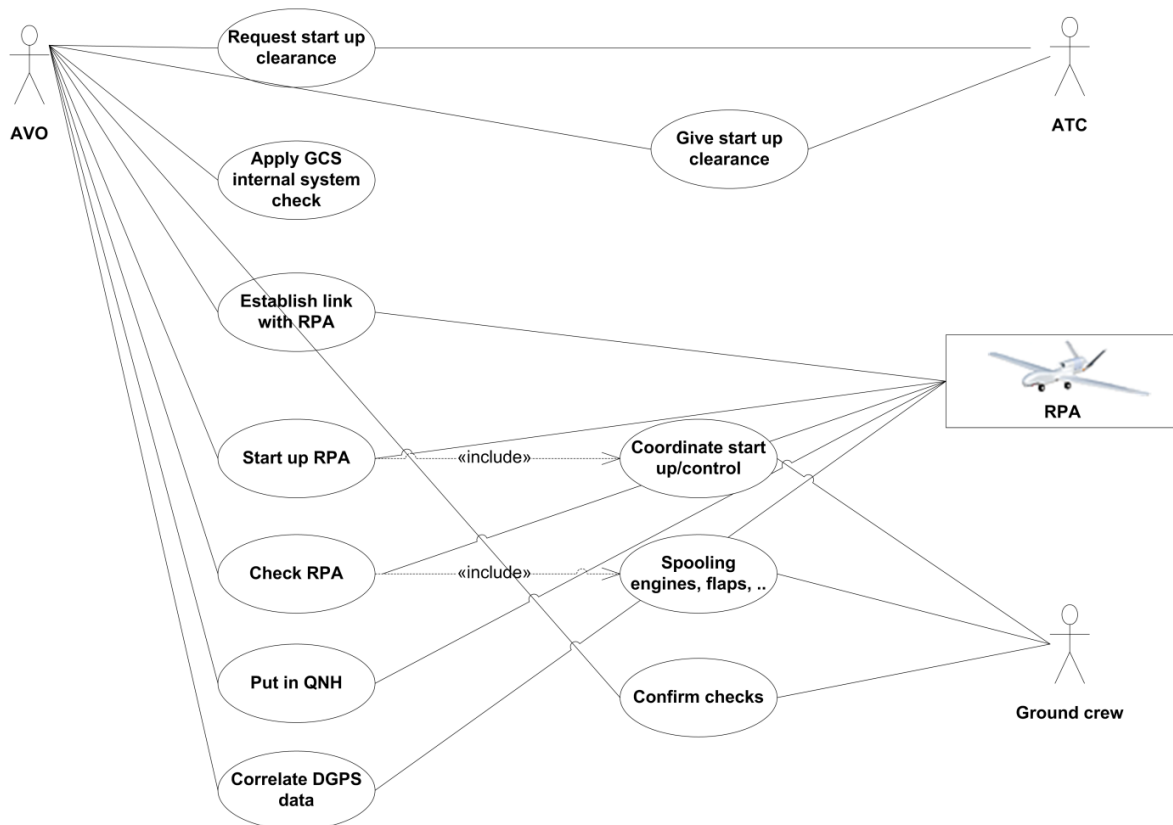 Request start up
clearance
AVO
ATC
Give start up
clearance
Apply GCS
internal system
check
Establish link
with RPA
RPA
Start up RPA
«include»
Coordinate start
up/control
Check RPA
«include»
Spooling
engines, flaps, ..
Put in QNH
Confirm checks
Ground crew
Correlate DGPS
data